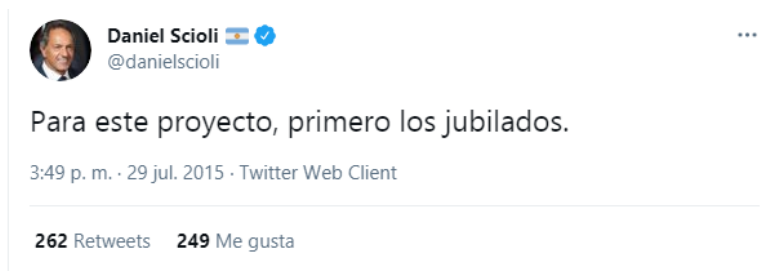 Daniel Scioli
@danielscioli
Para este proyecto, primero los jubilados.
3:49 p. m. · 29 jul. 2015 · Twitter Web Client
262 Retweets 249 Me gusta